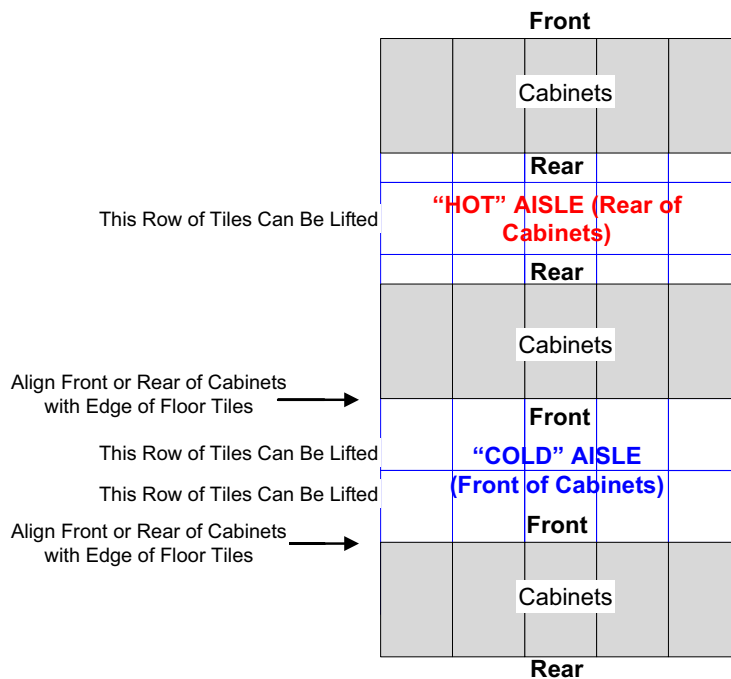 Front
Cabinets
Rear
This Row of Tiles Can Be Lifted
“HOT” AISLE (Rear of
Cabinets)
Rear
Cabinets
Align Front or Rear of Cabinets
with Edge of Floor Tiles
Front
This Row of Tiles Can Be Lifted
“COLD” AISLE
(Front of Cabinets)
This Row of Tiles Can Be Lifted
Align Front or Rear of Cabinets
with Edge of Floor Tiles
Front
Cabinets
Rear